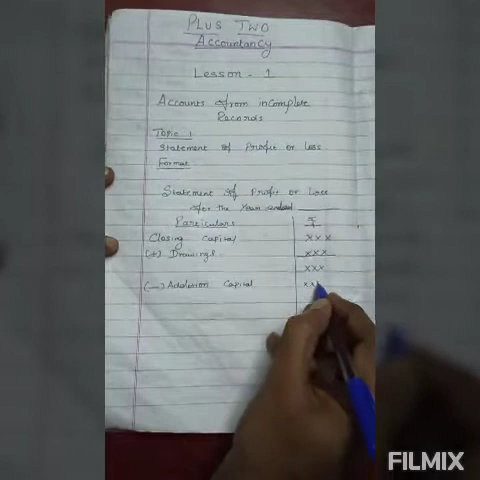 PLUS TWO
Accountancy
Lesson - 1
Accounts from incomplete
Records
Topic 1
Statement of Profit or Loss
Format
Statement of Profit or Loss
for the Year ended
Particulars ₹
Closing Capital xxx
(+) Drawings xxx
xxx
(-) Addition Capital xx
FILMIX